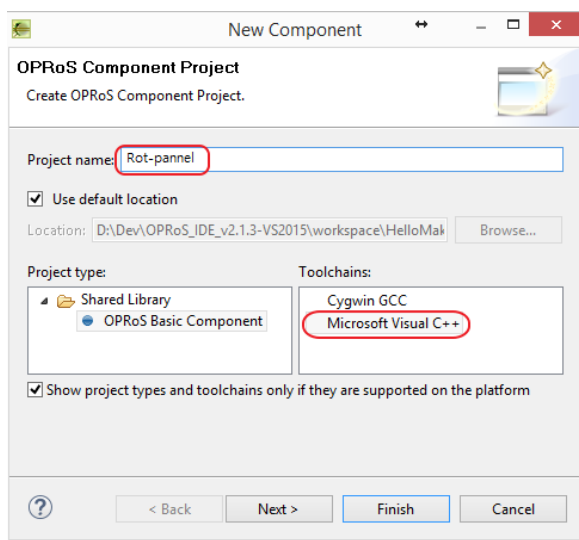 New Component
OPRoS Component Project
Create OPRoS Component Project.
Project name: Rot-pannel
Use default location
Location: D:\Dev\OPRoS_IDE_v2.1.3-VS2015\workspace\HelloMak Browse...
Project type: Toolchains:
Shared Library Cygwin GCC
OPRoS Basic Component Microsoft Visual C++
Show project types and toolchains only if they are supported on the platform
? < Back Next > Finish Cancel